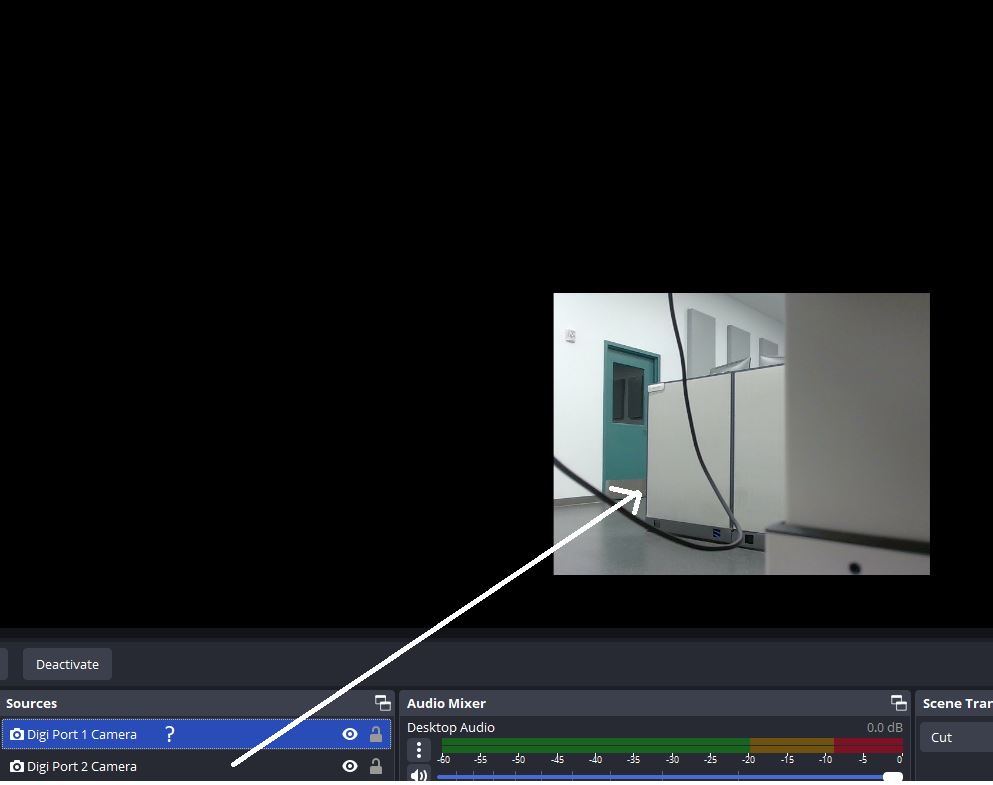 Deactivate
Sources
Digi Port 1 Camera ?
Digi Port 2 Camera
Audio Mixer
Desktop Audio 0.0 dB
-60 -55 -50 -45 -40 -35 -30 -25 -20 -15 -10 -5 0
Scene Tran
Cut